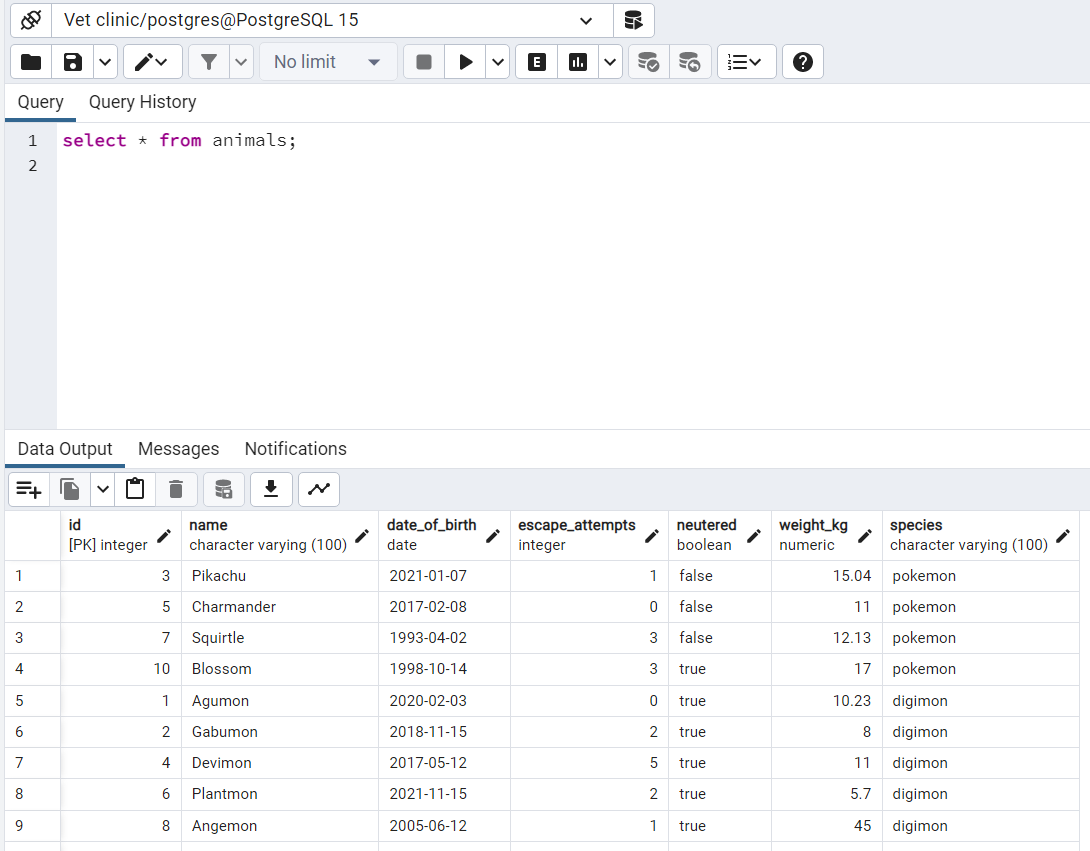 Vet clinic/postgres@PostgreSQL 15
No limit E
Query Query History
1 select * from animals;
2
Data Output Messages Notifications
id name date_of_birth escape_attempts neutered weight_kg species
[PK] integer character varying (100) date integer boolean numeric character varying (100)
1 3 Pikachu 2021-01-07 1 false 15.04 pokemon
2 5 Charmander 2017-02-08 0 false 11 pokemon
3 7 Squirtle 1993-04-02 3 false 12.13 pokemon
4 10 Blossom 1998-10-14 3 true 17 pokemon
5 1 Agumon 2020-02-03 0 true 10.23 digimon
6 2 Gabumon 2018-11-15 2 true 8 digimon
7 4 Devimon 2017-05-12 5 true 11 digimon
8 6 Plantmon 2021-11-15 2 true 5.7 digimon
9 8 Angemon 2005-06-12 1 true 45 digimon